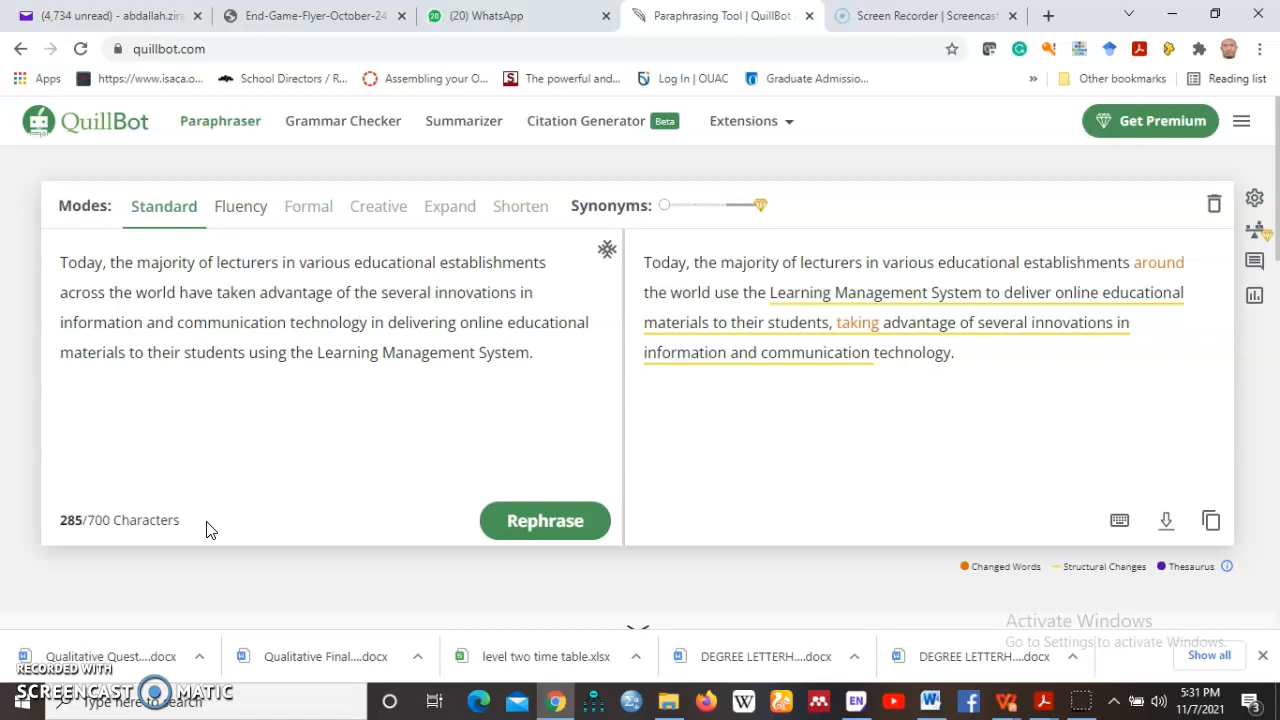 (4,734 unread) - abdallah.zira
End-Game-Flyer-October-24
20
(20) WhatsApp
Paraphrasing Tool | QuillBot
Screen Recorder | Screencast
quillbot.com
Apps
https://www.isaca.o...
School Directors / R...
Assembling your O...
The powerful and...
Log In | OUAC
Graduate Admissio...
»
Other bookmarks
Reading list
QuillBot
Paraphraser
Grammar Checker
Summarizer
Citation Generator
Beta
Extensions
Get Premium
Modes:
Standard
Fluency
Formal
Creative
Expand
Shorten
Synonyms:
Today, the majority of lecturers in various educational establishments
across the world have taken advantage of the several innovations in
information and communication technology in delivering online educational
materials to their students using the Learning Management System.
285/700 Characters
Rephrase
Today, the majority of lecturers in various educational establishments around
the world use the Learning Management System to deliver online educational
materials to their students, taking advantage of several innovations in
information and communication technology.
Changed Words
Structural Changes
Thesaurus
Activate Windows
Go to Settings to activate Windows.
Qualitative Quest....docx
Qualitative Final....docx
level two time table.xlsx
DEGREE LETTERH....docx
DEGREE LETTERH....docx
Show all
RECORDED WITH
SCREENCAST MATIC
Type here to search
EN
5:31 PM
11/7/2021
3